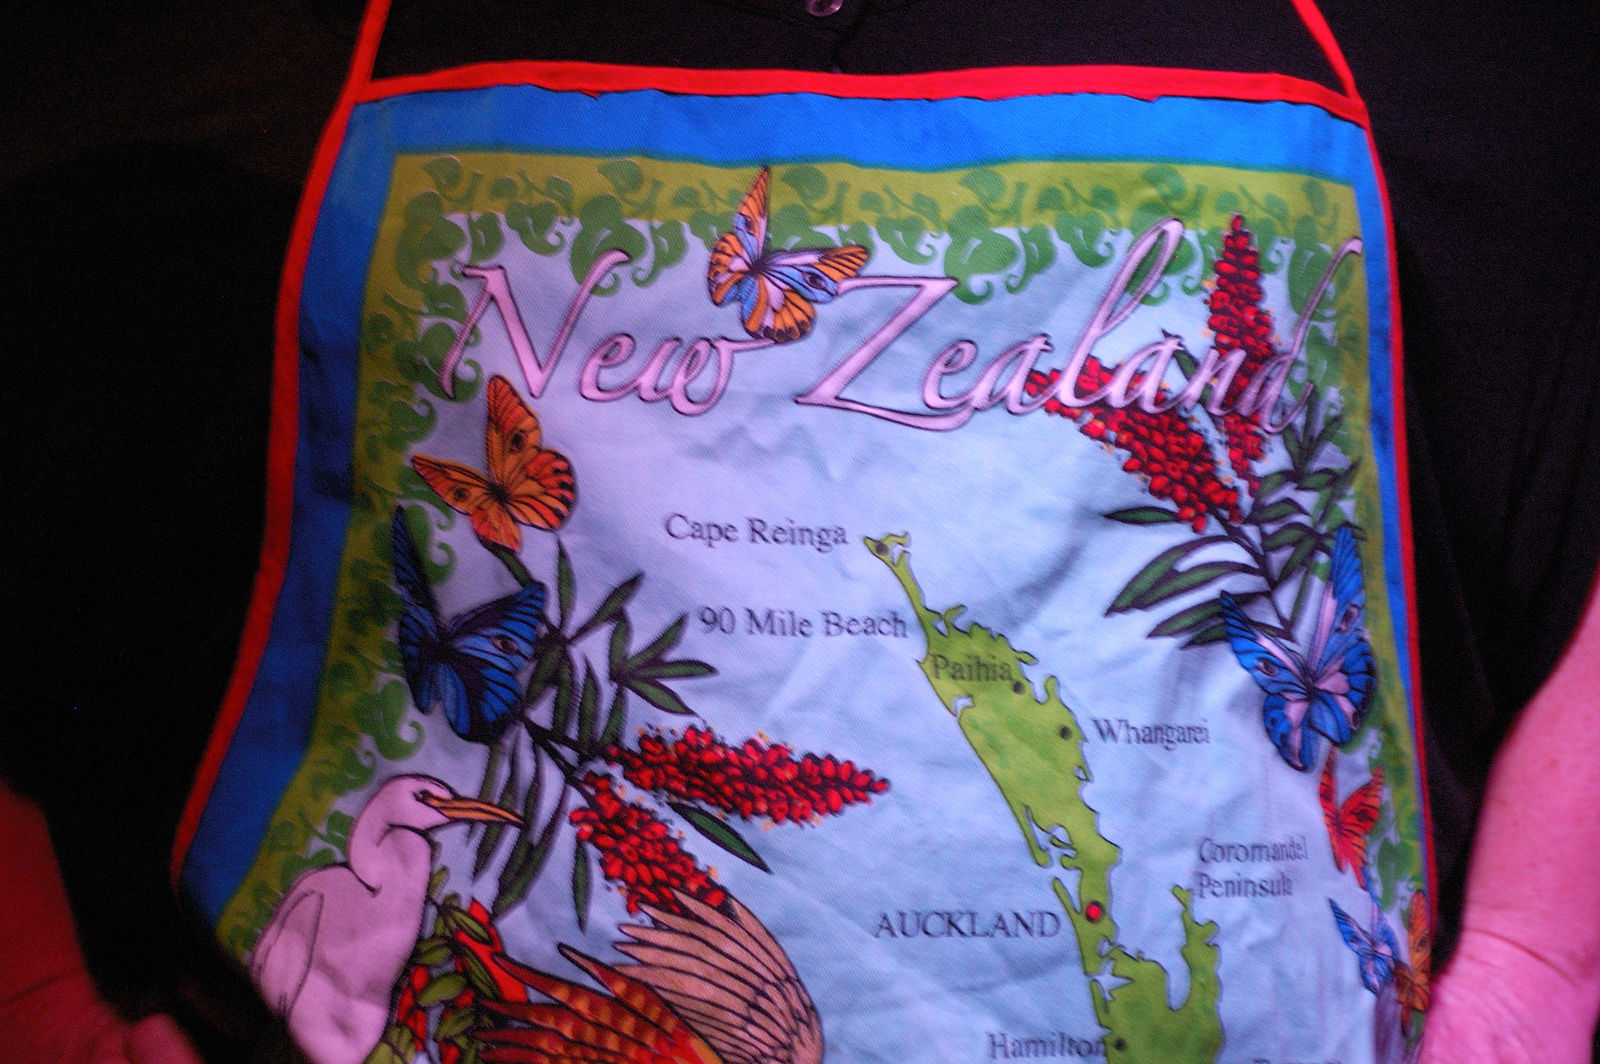 New Zealand
Cape Reinga
90 Mile Beach
Paihia
Whangarei
Coromandel
Peninsula
AUCKLAND
Hamilton